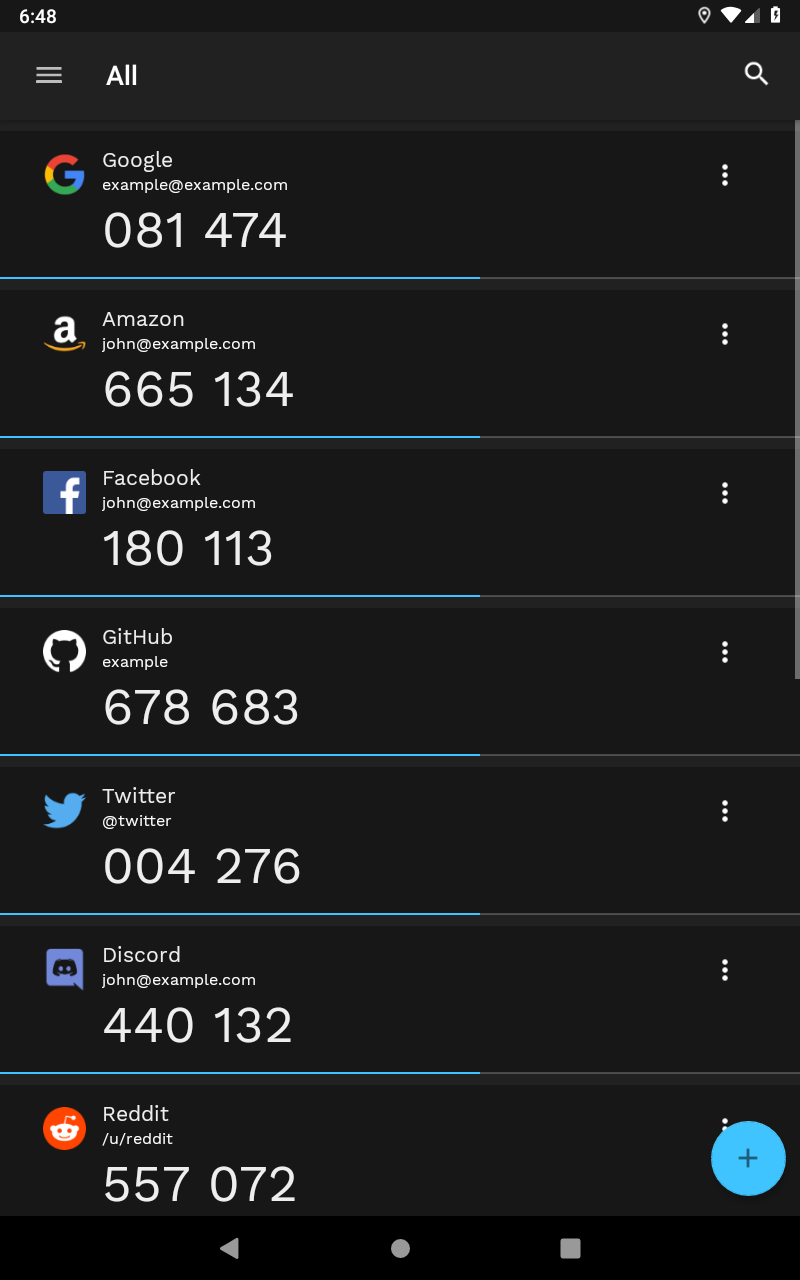 6:48
All
Google
example@example.com
081 474
Amazon
john@example.com
665 134
Facebook
john@example.com
180 113
GitHub
example
678 683
Twitter
@twitter
004 276
Discord
john@example.com
440 132
Reddit
/u/reddit
557 072